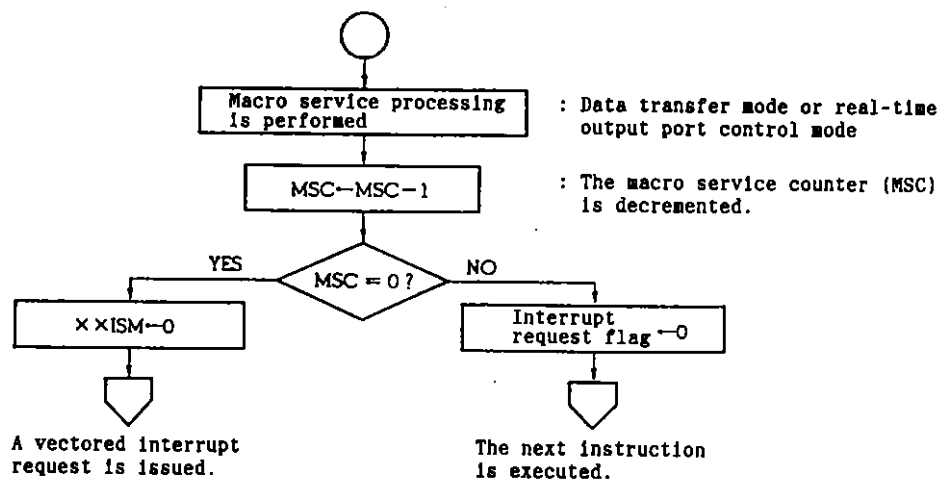 Macro service processing
is performed
: Data transfer mode or real-time
output port control mode
MSC←MSC−1
: The macro service counter (MSC)
is decremented.
YES
MSC = 0 ?
NO
××ISM←0
Interrupt
request flag ←0
A vectored interrupt
request is issued.
The next instruction
is executed.